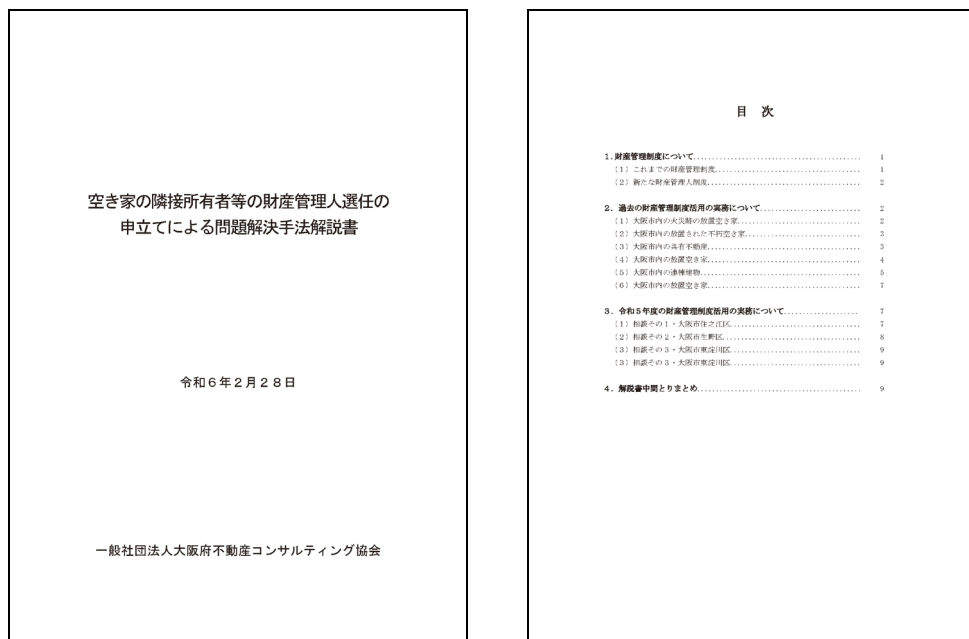 空き家の隣接所有者等の財産管理人選任の
申立てによる問題解決手法解説書
令和6年2月28日
一般社団法人大阪府不動産コンサルティング協会
目 次
1. 財産管理制度について 1
(1) これまでの財産管理制度 1
(2) 新たな財産管理人制度 2
2. 過去の財産管理制度活用の実務について 2
(1) 大阪市内の火災跡の放置空き家 2
(2) 大阪市内の放置された不朽空き家 3
(3) 大阪市内の共有不動産 3
(4) 大阪市内の放置空き家 4
(5) 大阪市内の連棟建物 5
(6) 大阪市内の放置空き家 7
3. 令和5年度の財産管理制度活用の実務について 7
(1) 相談その1・大阪市住之江区 7
(2) 相談その2・大阪市生野区 8
(3) 相談その3・大阪市東淀川区 9
(3) 相談その3・大阪市東淀川区 9
4. 解説書中間とりまとめ 9